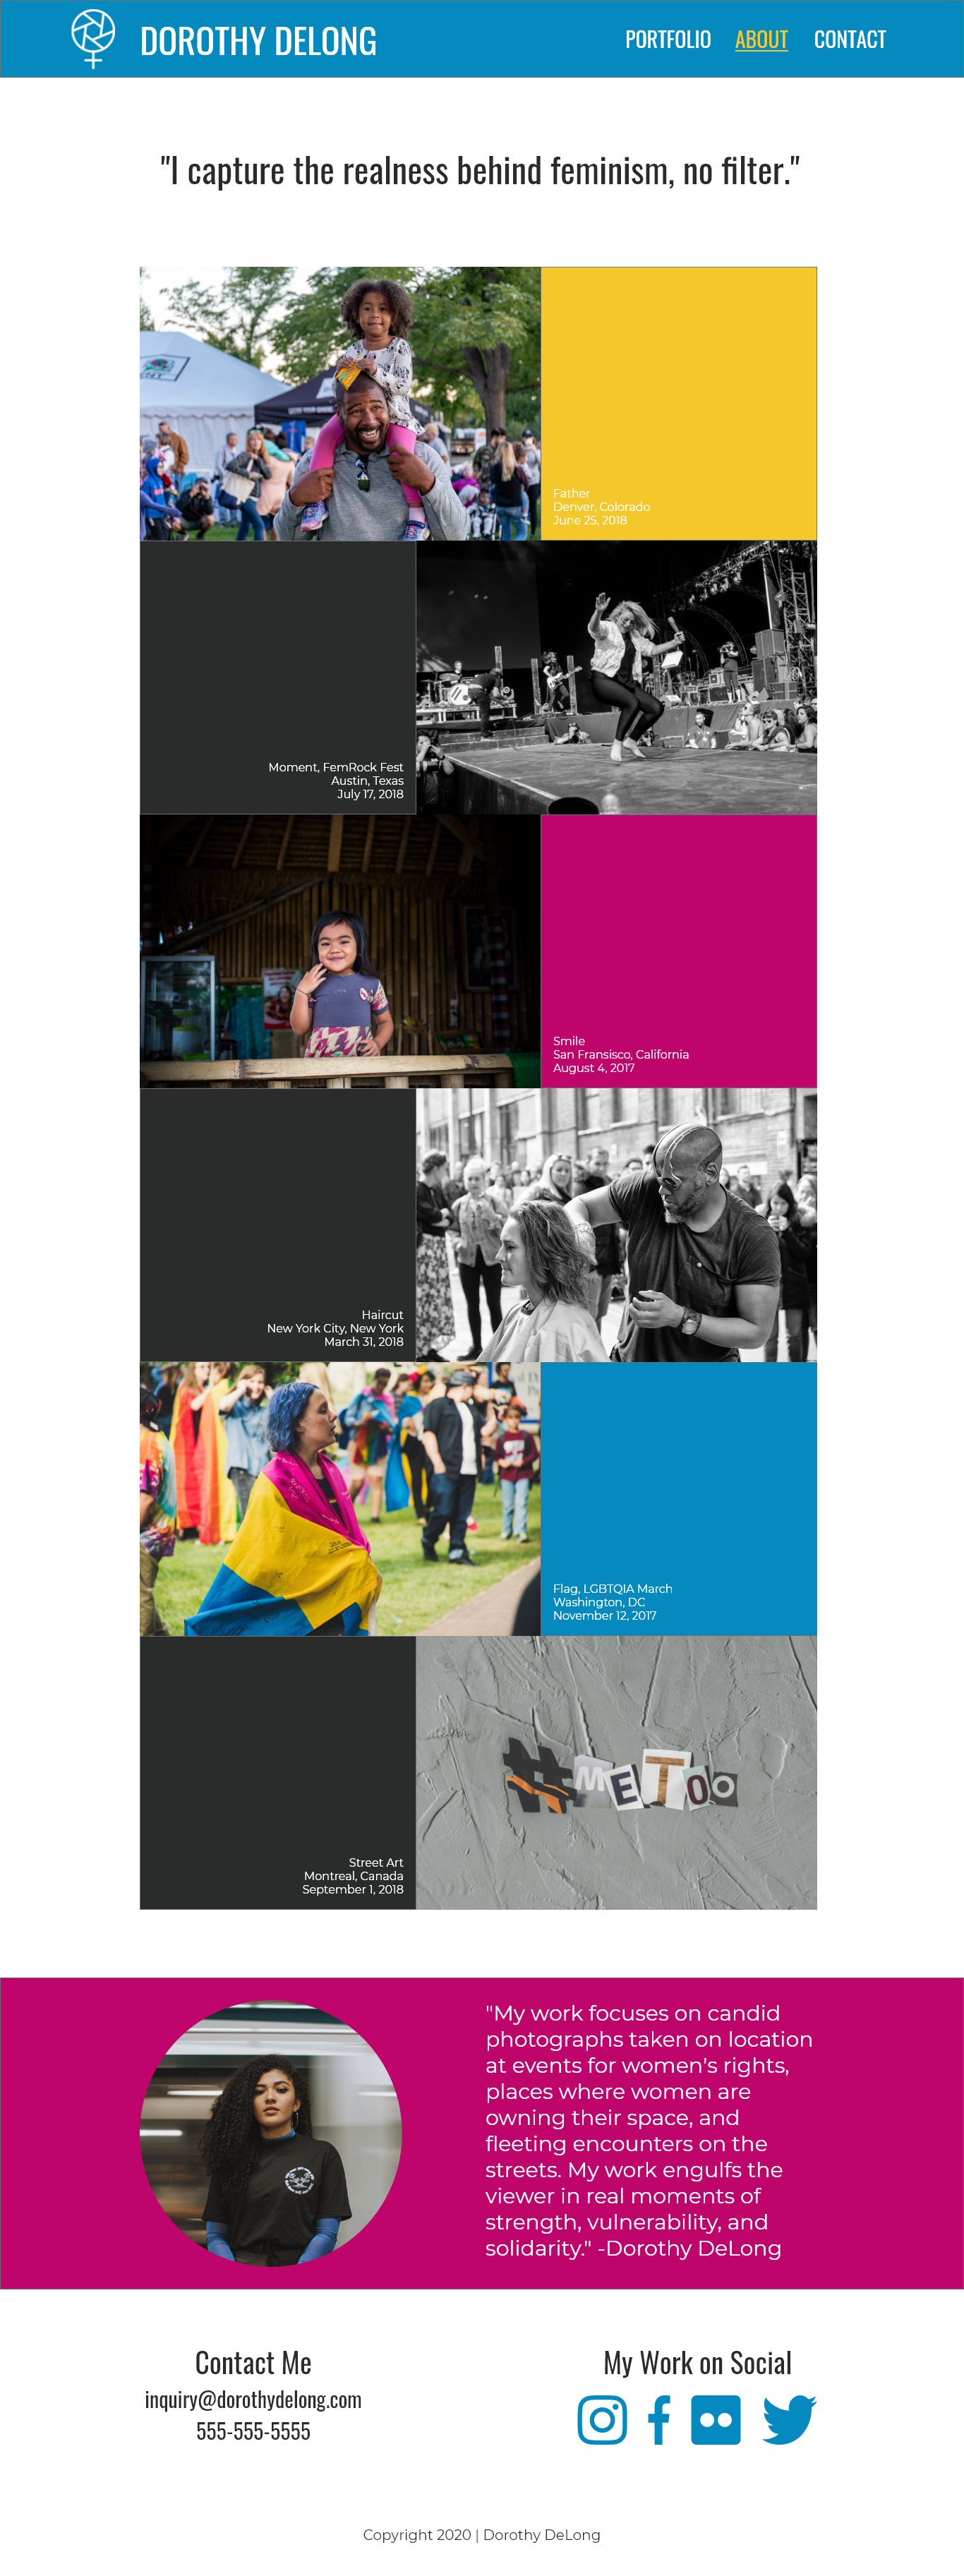 DOROTHY DELONG
PORTFOLIO ABOUT CONTACT
"I capture the realness behind feminism, no filter."
Father
Denver, Colorado
June 25, 2018
Moment, FemRock Fest
Austin, Texas
July 17, 2018
Smile
San Fransisco, California
August 4, 2017
Haircut
New York City, New York
March 31, 2018
Flag, LGBTQIA March
Washington, DC
November 12, 2017
#METOO
Street Art
Montreal, Canada
September 1, 2018
"My work focuses on candid
photographs taken on location
at events for women's rights,
places where women are
owning their space, and
fleeting encounters on the
streets. My work engulfs the
viewer in real moments of
strength, vulnerability, and
solidarity." -Dorothy DeLong
Contact Me
inquiry@dorothydelong.com
555-555-5555
My Work on Social
Copyright 2020 | Dorothy DeLong